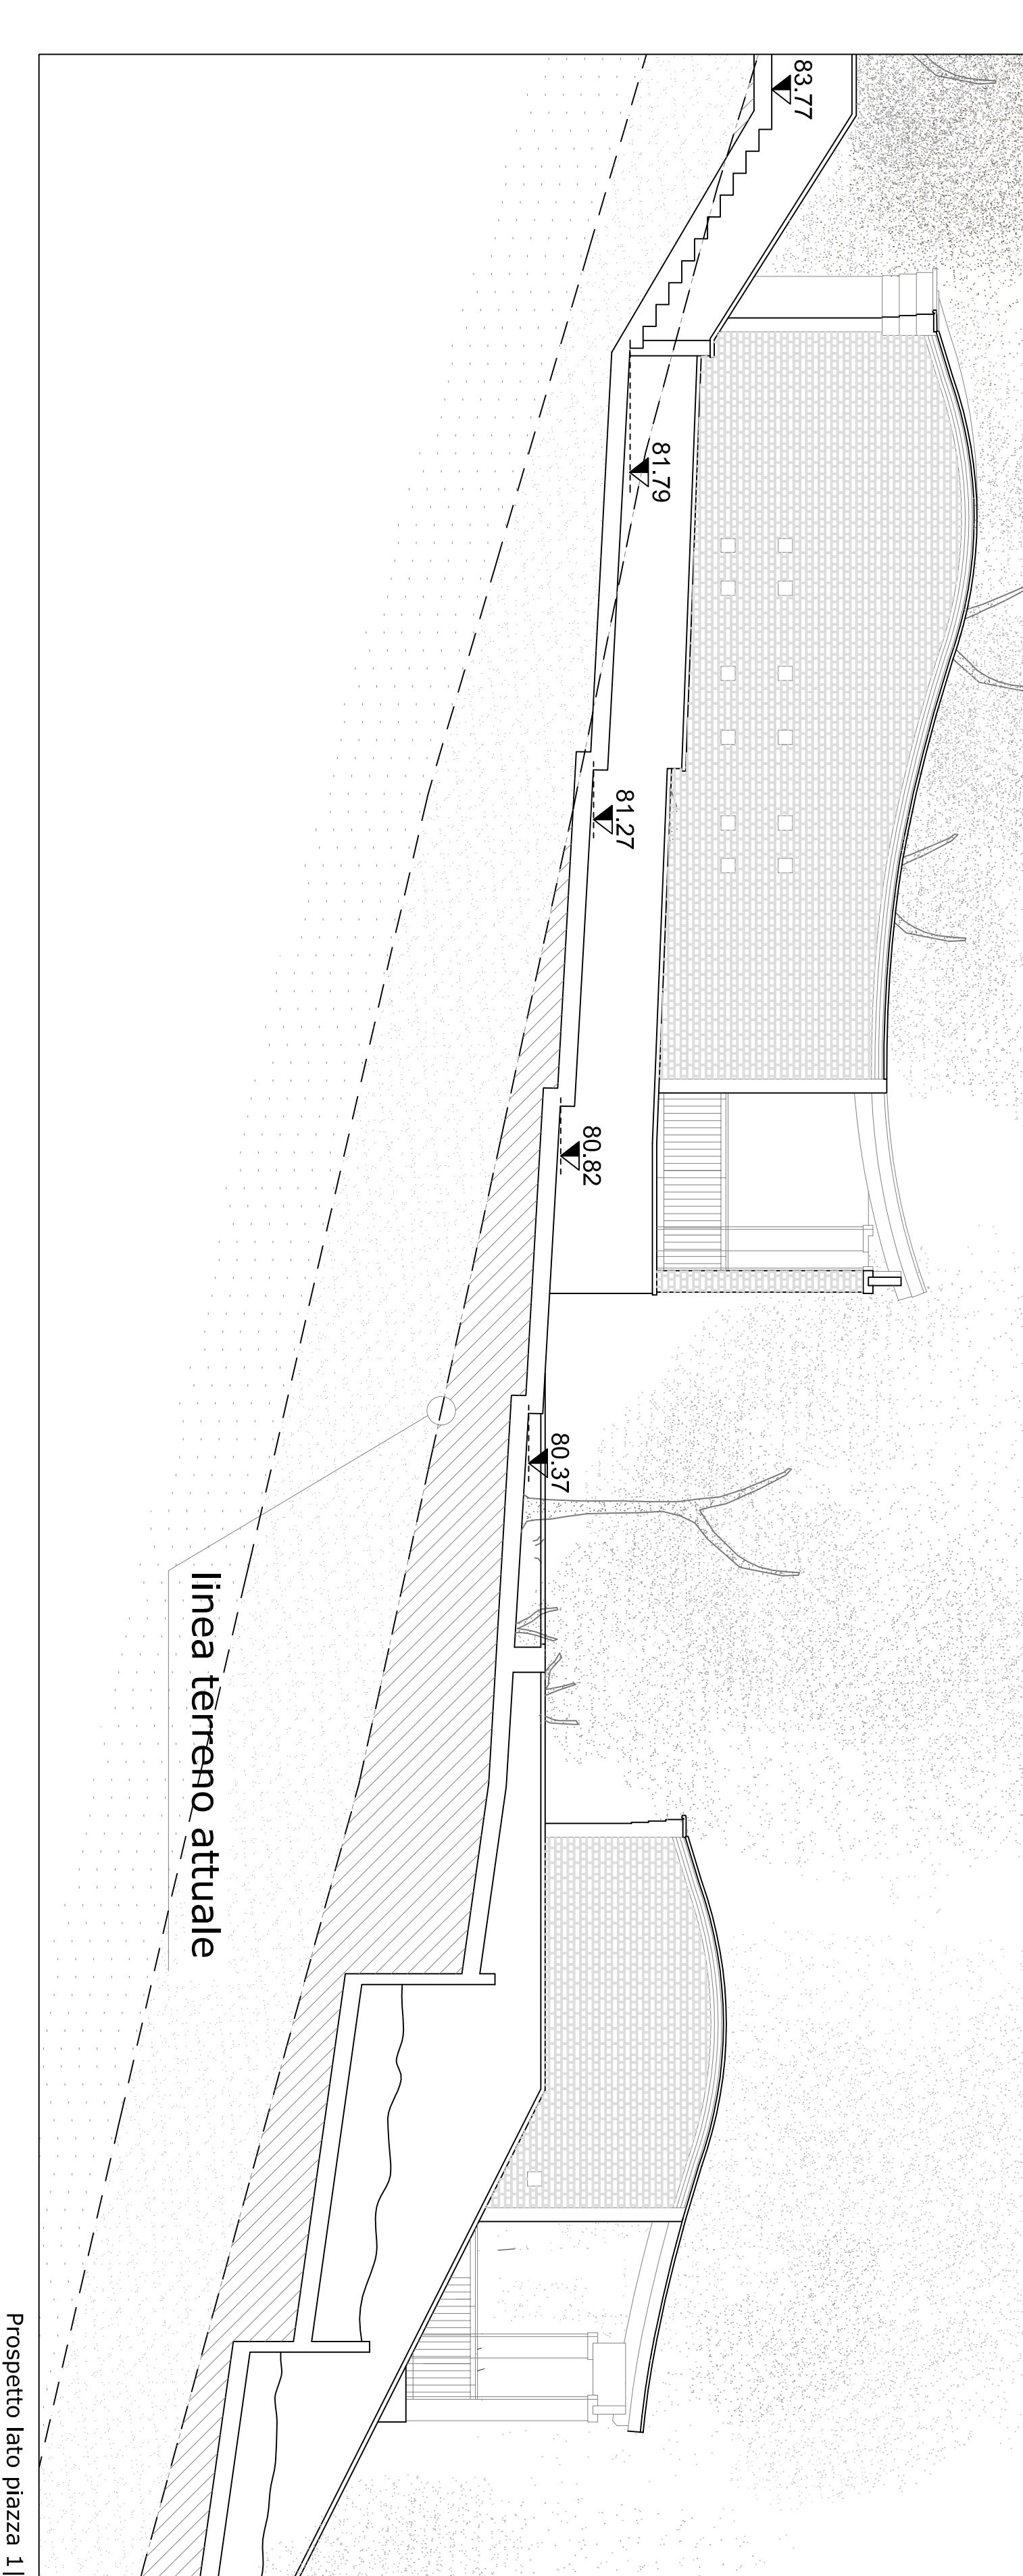 83.77
81.79
81.27
80.82
80.37
linea terreno attuale
Prospetto lato piazza 1|